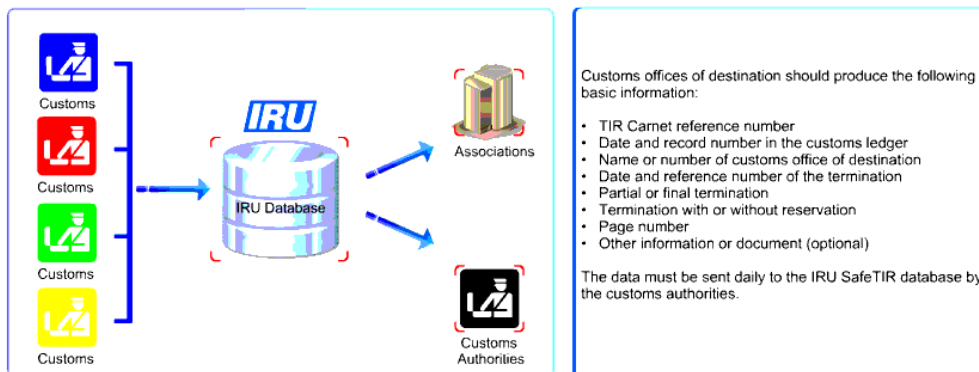 Customs
Customs
Customs
Customs
IRU
IRU Database
Associations
Customs
Authorities
Customs offices of destination should produce the following
basic information:
• TIR Carnet reference number
• Date and record number in the customs ledger
• Name or number of customs office of destination
• Date and reference number of the termination
• Partial or final termination
• Termination with or without reservation
• Page number
• Other information or document (optional)
The data must be sent daily to the IRU SafeTIR database by
the customs authorities.